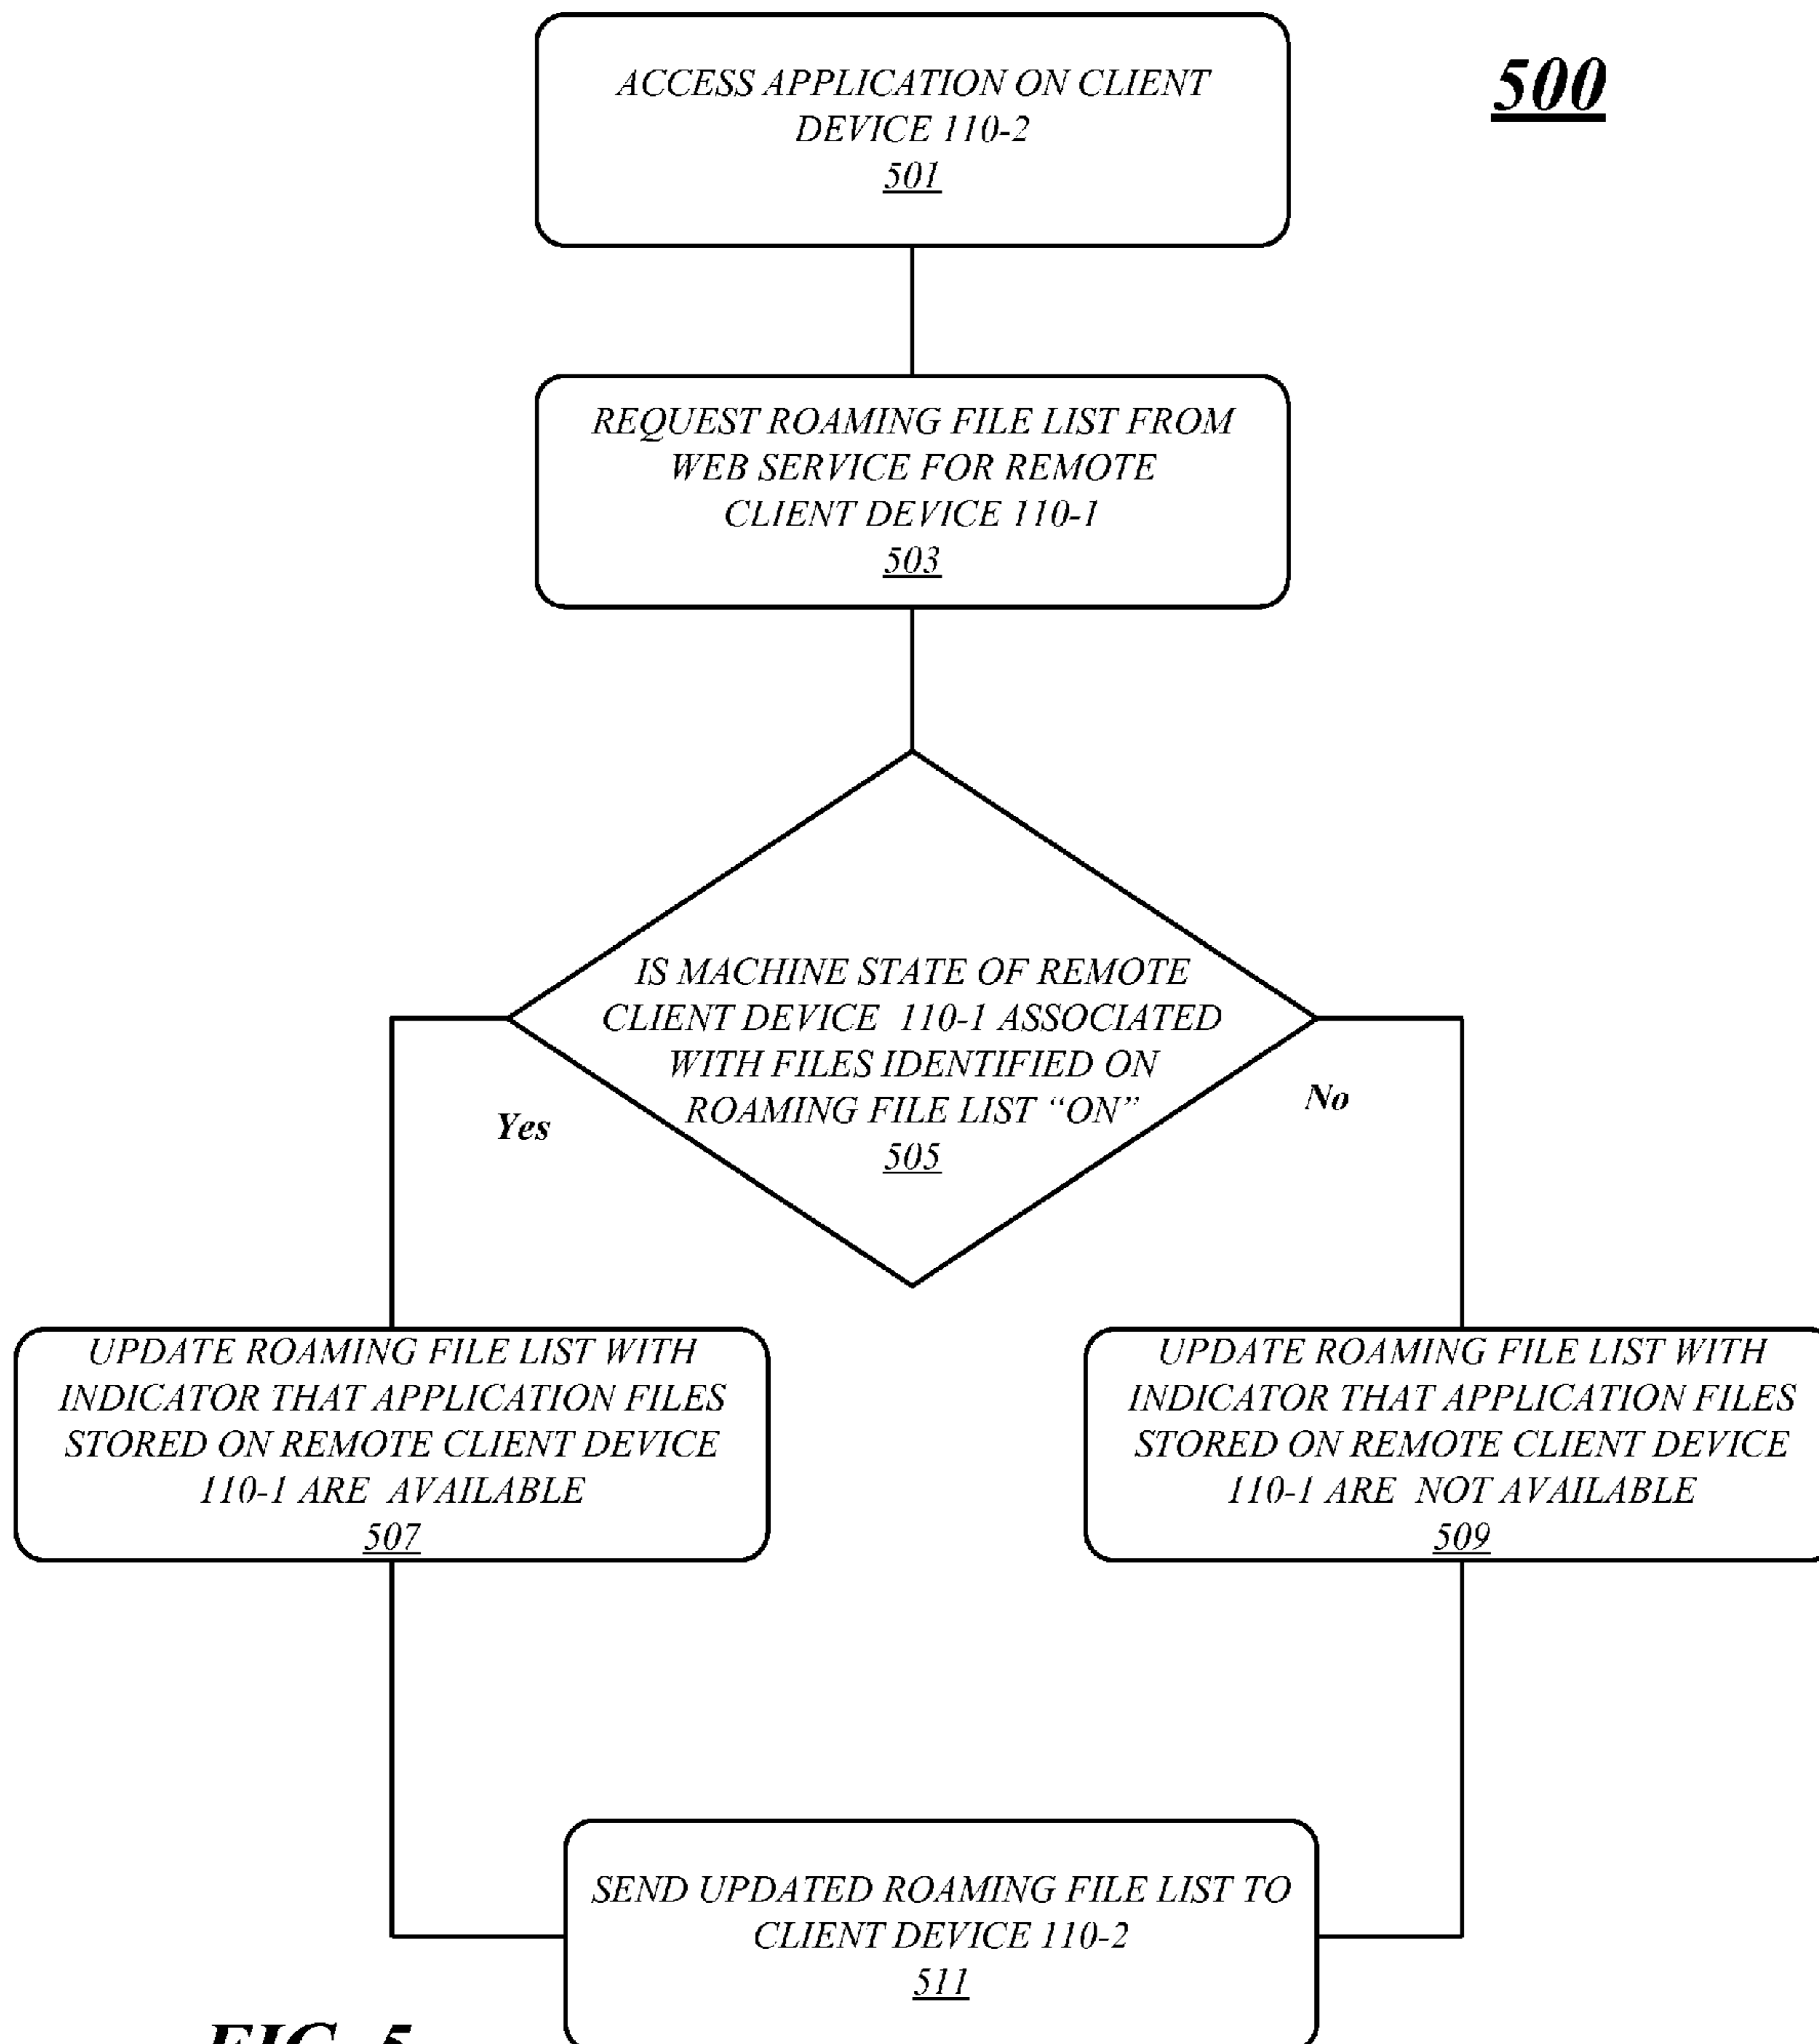 500
ACCESS APPLICATION ON CLIENT
DEVICE 110-2
501
REQUEST ROAMING FILE LIST FROM
WEB SERVICE FOR REMOTE
CLIENT DEVICE 110-1
503
IS MACHINE STATE OF REMOTE
CLIENT DEVICE 110-1 ASSOCIATED
WITH FILES IDENTIFIED ON
ROAMING FILE LIST “ON”
505
Yes
No
UPDATE ROAMING FILE LIST WITH
INDICATOR THAT APPLICATION FILES
STORED ON REMOTE CLIENT DEVICE
110-1 ARE AVAILABLE
507
UPDATE ROAMING FILE LIST WITH
INDICATOR THAT APPLICATION FILES
STORED ON REMOTE CLIENT DEVICE
110-1 ARE NOT AVAILABLE
509
SEND UPDATED ROAMING FILE LIST TO
CLIENT DEVICE 110-2
511
FIG. 5